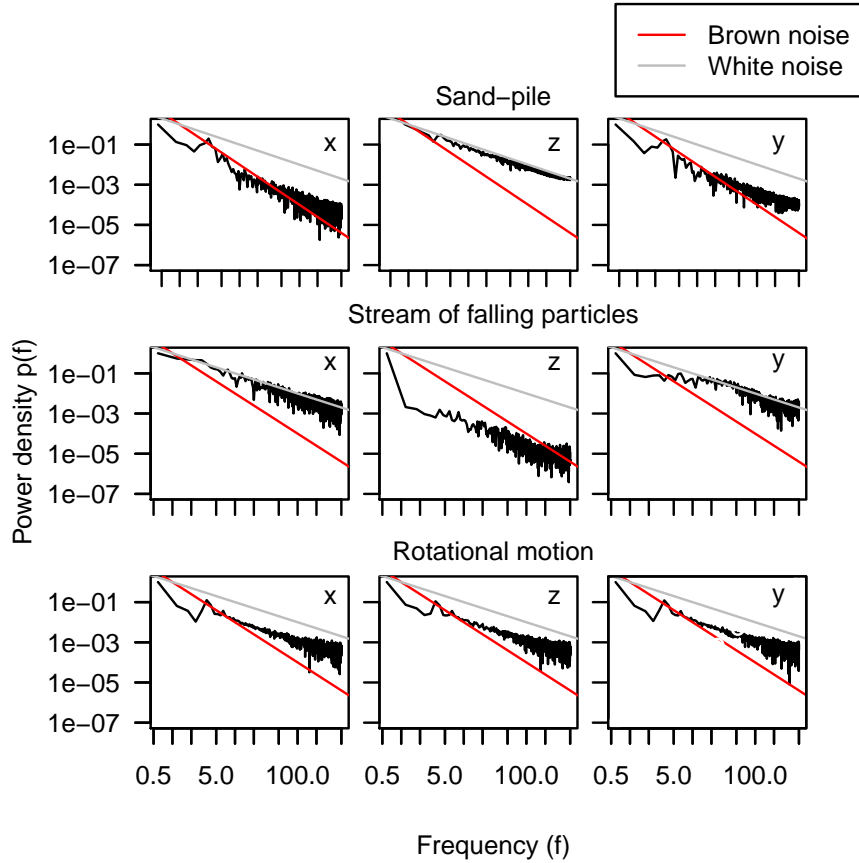 Brown noise
White noise
Sand−pile
x z y
1e−01
1e−03
1e−05
1e−07
Stream of falling particles
x z y
1e−01
1e−03
1e−05
1e−07
Power density p(f)
Rotational motion
x z y
1e−01
1e−03
1e−05
1e−07
0.5 5.0 100.0 0.5 5.0 100.0 0.5 5.0 100.0
Frequency (f)